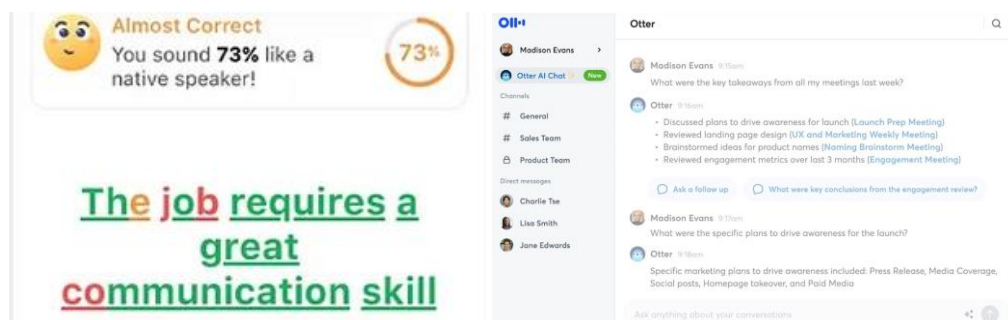 Almost Correct
You sound 73% like a
native speaker!
73%
The job requires a
great
communication skill
Otter
Madison Evans
Otter AI Chat
New
Channels
# General
# Sales Team
Product Team
Direct messages
Charlie Tse
Lisa Smith
Jane Edwards
Madison Evans 9:15am
What were the key takeaways from all my meetings last week?
Otter 9:16am
• Discussed plans to drive awareness for launch (Launch Prep Meeting)
• Reviewed landing page design (UX and Marketing Weekly Meeting)
• Brainstormed ideas for product names (Naming Brainstorm Meeting)
• Reviewed engagement metrics over last 3 months (Engagement Meeting)
Ask a follow up
What were key conclusions from the engagement review?
Madison Evans 9:17am
What were the specific plans to drive awareness for the launch?
Otter 9:18am
Specific marketing plans to drive awareness included: Press Release, Media Coverage,
Social posts, Homepage takeover, and Paid Media
Ask anything about your conversations